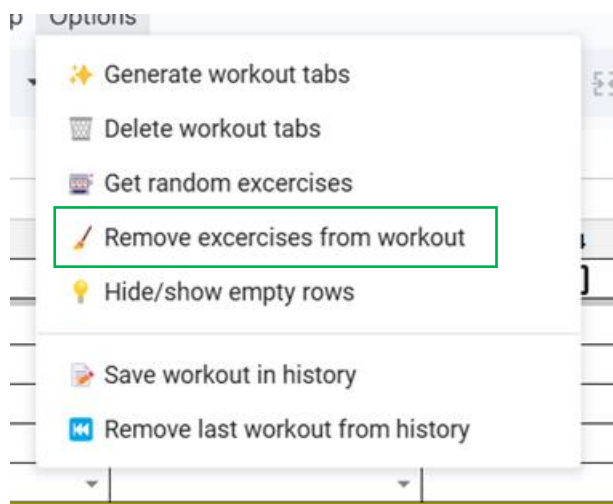 Options
Generate workout tabs
Delete workout tabs
Get random excercises
Remove excercises from workout
Hide/show empty rows
Save workout in history
Remove last workout from history